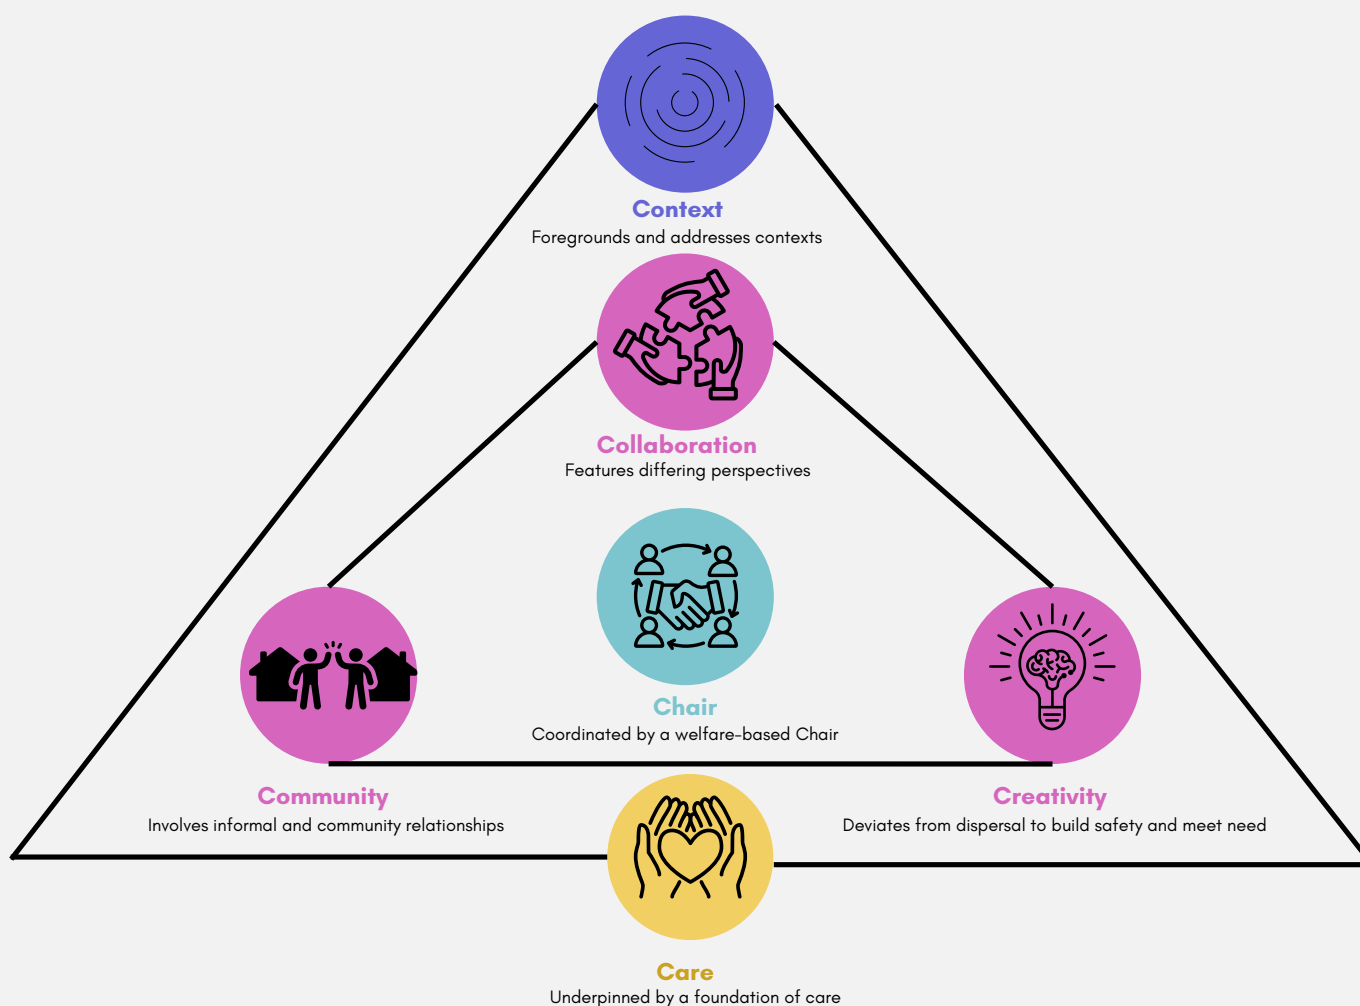 Context
Foregrounds and addresses contexts
Collaboration
Features differing perspectives
Chair
Coordinated by a welfare-based Chair
Community
Involves informal and community relationships
Creativity
Deviates from dispersal to build safety and meet need
Care
Underpinned by a foundation of care